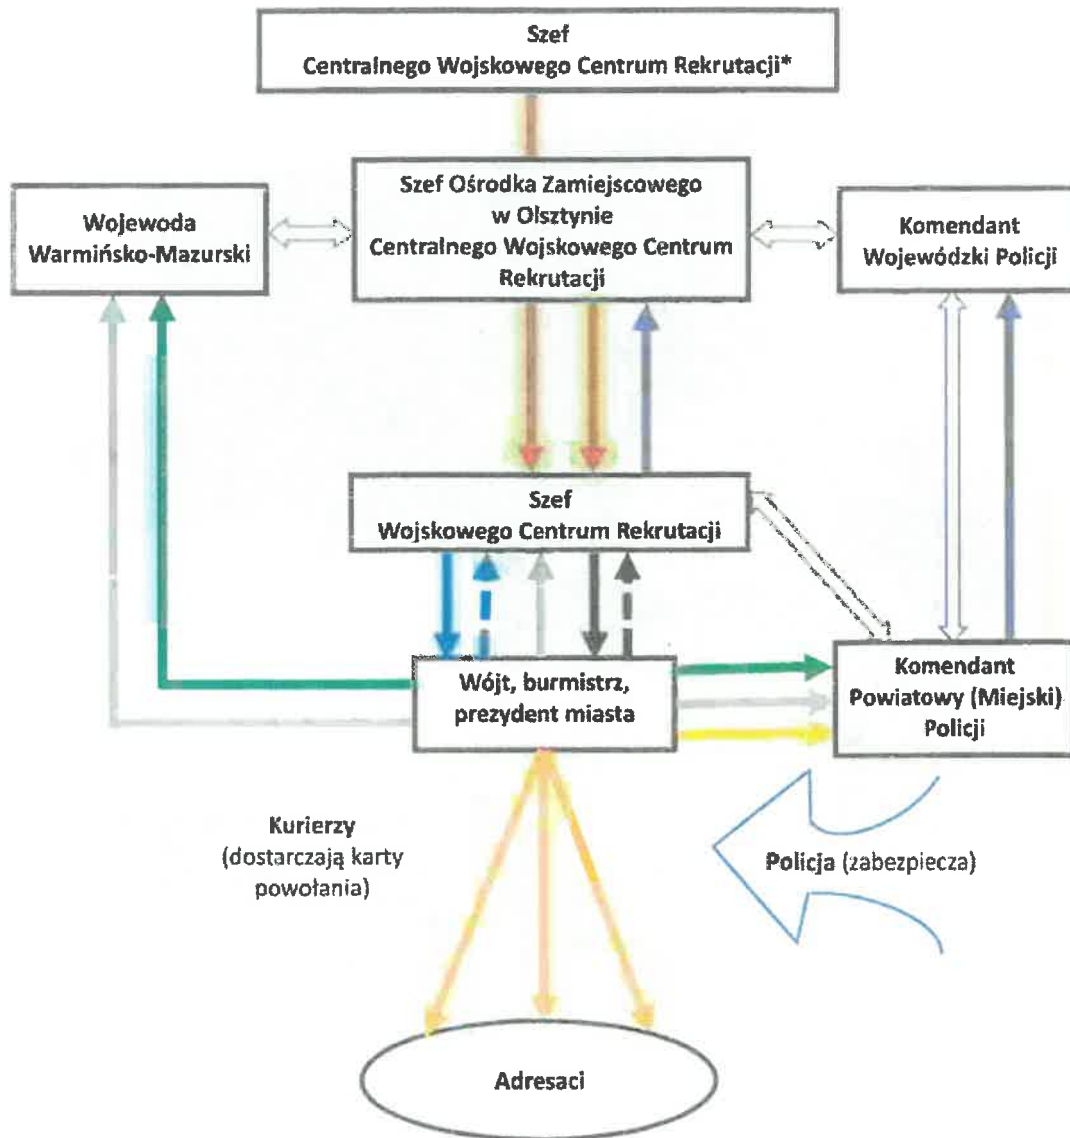 Szef
Centralnego Wojskowego Centrum Rekrutacji*
Szef Ośrodka Zamiejscowego
w Olsztynie
Centralnego Wojskowego Centrum
Rekrutacji
Wojewoda
Warmińsko-Mazurski
Komendant
Wojewódzki Policji
Szef
Wojskowego Centrum Rekrutacji
Wójt, burmistrz,
prezydent miasta
Komendant
Powiatowy (Miejski)
Policji
Kurierzy
(dostarczają karty
powołania)
Policja (zabezpiecza)
Adresaci